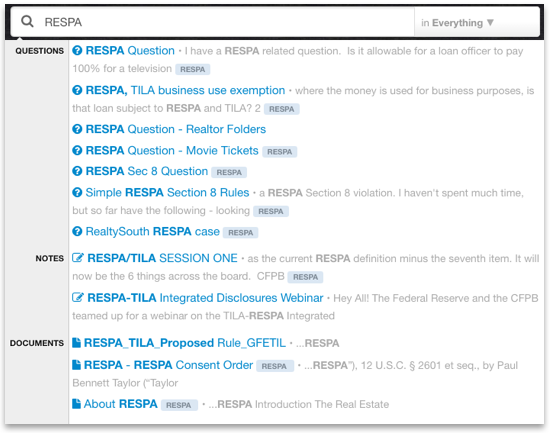 RESPA in Everything ▼
QUESTIONS RESPA Question • I have a RESPA related question. Is it allowable for a loan officer to pay
100% for a television RESPA
RESPA, TILA business use exemption • where the money is used for business purposes, is
that loan subject to RESPA and TILA? 2 RESPA
RESPA Question - Realtor Folders
RESPA Question - Movie Tickets RESPA
RESPA Sec 8 Question RESPA
Simple RESPA Section 8 Rules • a RESPA Section 8 violation. I haven't spent much time,
but so far have the following - looking RESPA
RealtySouth RESPA case RESPA
NOTES RESPA/TILA SESSION ONE • as the current RESPA definition minus the seventh item. It will
now be the 6 things across the board. CFPB RESPA
RESPA-TILA Integrated Disclosures Webinar • Hey All! The Federal Reserve and the CFPB
teamed up for a webinar on the TILA-RESPA Integrated
DOCUMENTS RESPA_TILA_Proposed Rule_GFETIL • ...RESPA
RESPA - RESPA Consent Order RESPA • ...RESPA”), 12 U.S.C. § 2601 et seq., by Paul
Bennett Taylor (“Taylor
About RESPA RESPA • ...RESPA Introduction The Real Estate